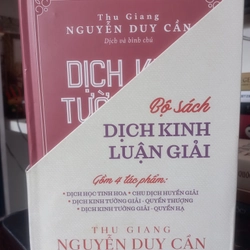 Thu Giang
NGUYỄN DUY CẦN
Dịch và bình chú
DỊCH
TƯỜ
Bộ sách
DỊCH KINH
LUẬN GIẢI
Gồm 4 tác phẩm:
• DỊCH HỌC TINH HOA • CHU DỊCH HUYỀN GIẢI
• DỊCH KINH TƯỜNG GIẢI - QUYỂN THƯỢNG
• DỊCH KINH TƯỜNG GIẢI - QUYỂN HẠ
THU GIANG
NGUYỄN DUY CẦN